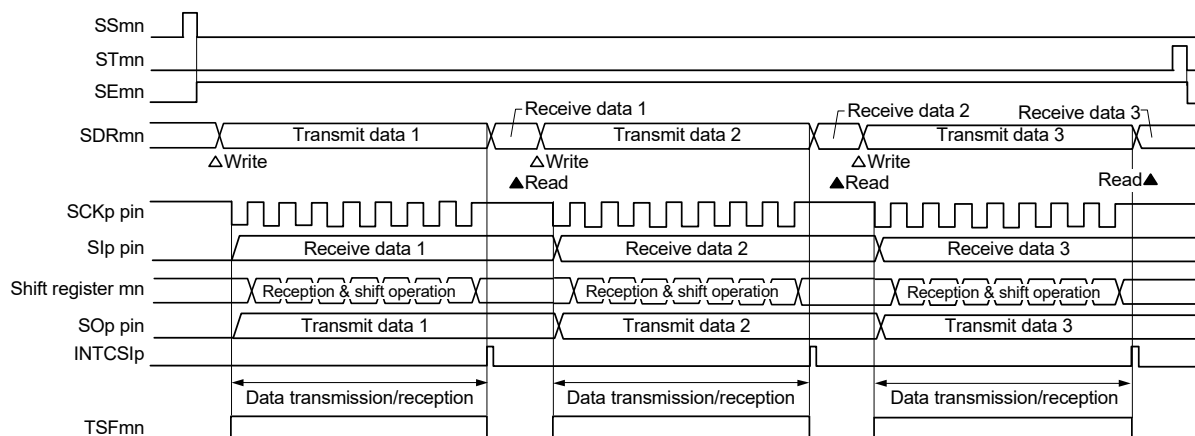 SSmn
STmn
SEmn
Receive data 1
Receive data 2
Receive data 3
SDRmn
Transmit data 1
Transmit data 2
Transmit data 3
△Write
△Write
△Write
▲Read
▲Read
Read▲
SCKp pin
SIp pin
Receive data 1
Receive data 2
Receive data 3
Shift register mn
Reception & shift operation
Reception & shift operation
Reception & shift operation
SOp pin
Transmit data 1
Transmit data 2
Transmit data 3
INTCSIp
Data transmission/reception
Data transmission/reception
Data transmission/reception
TSFmn